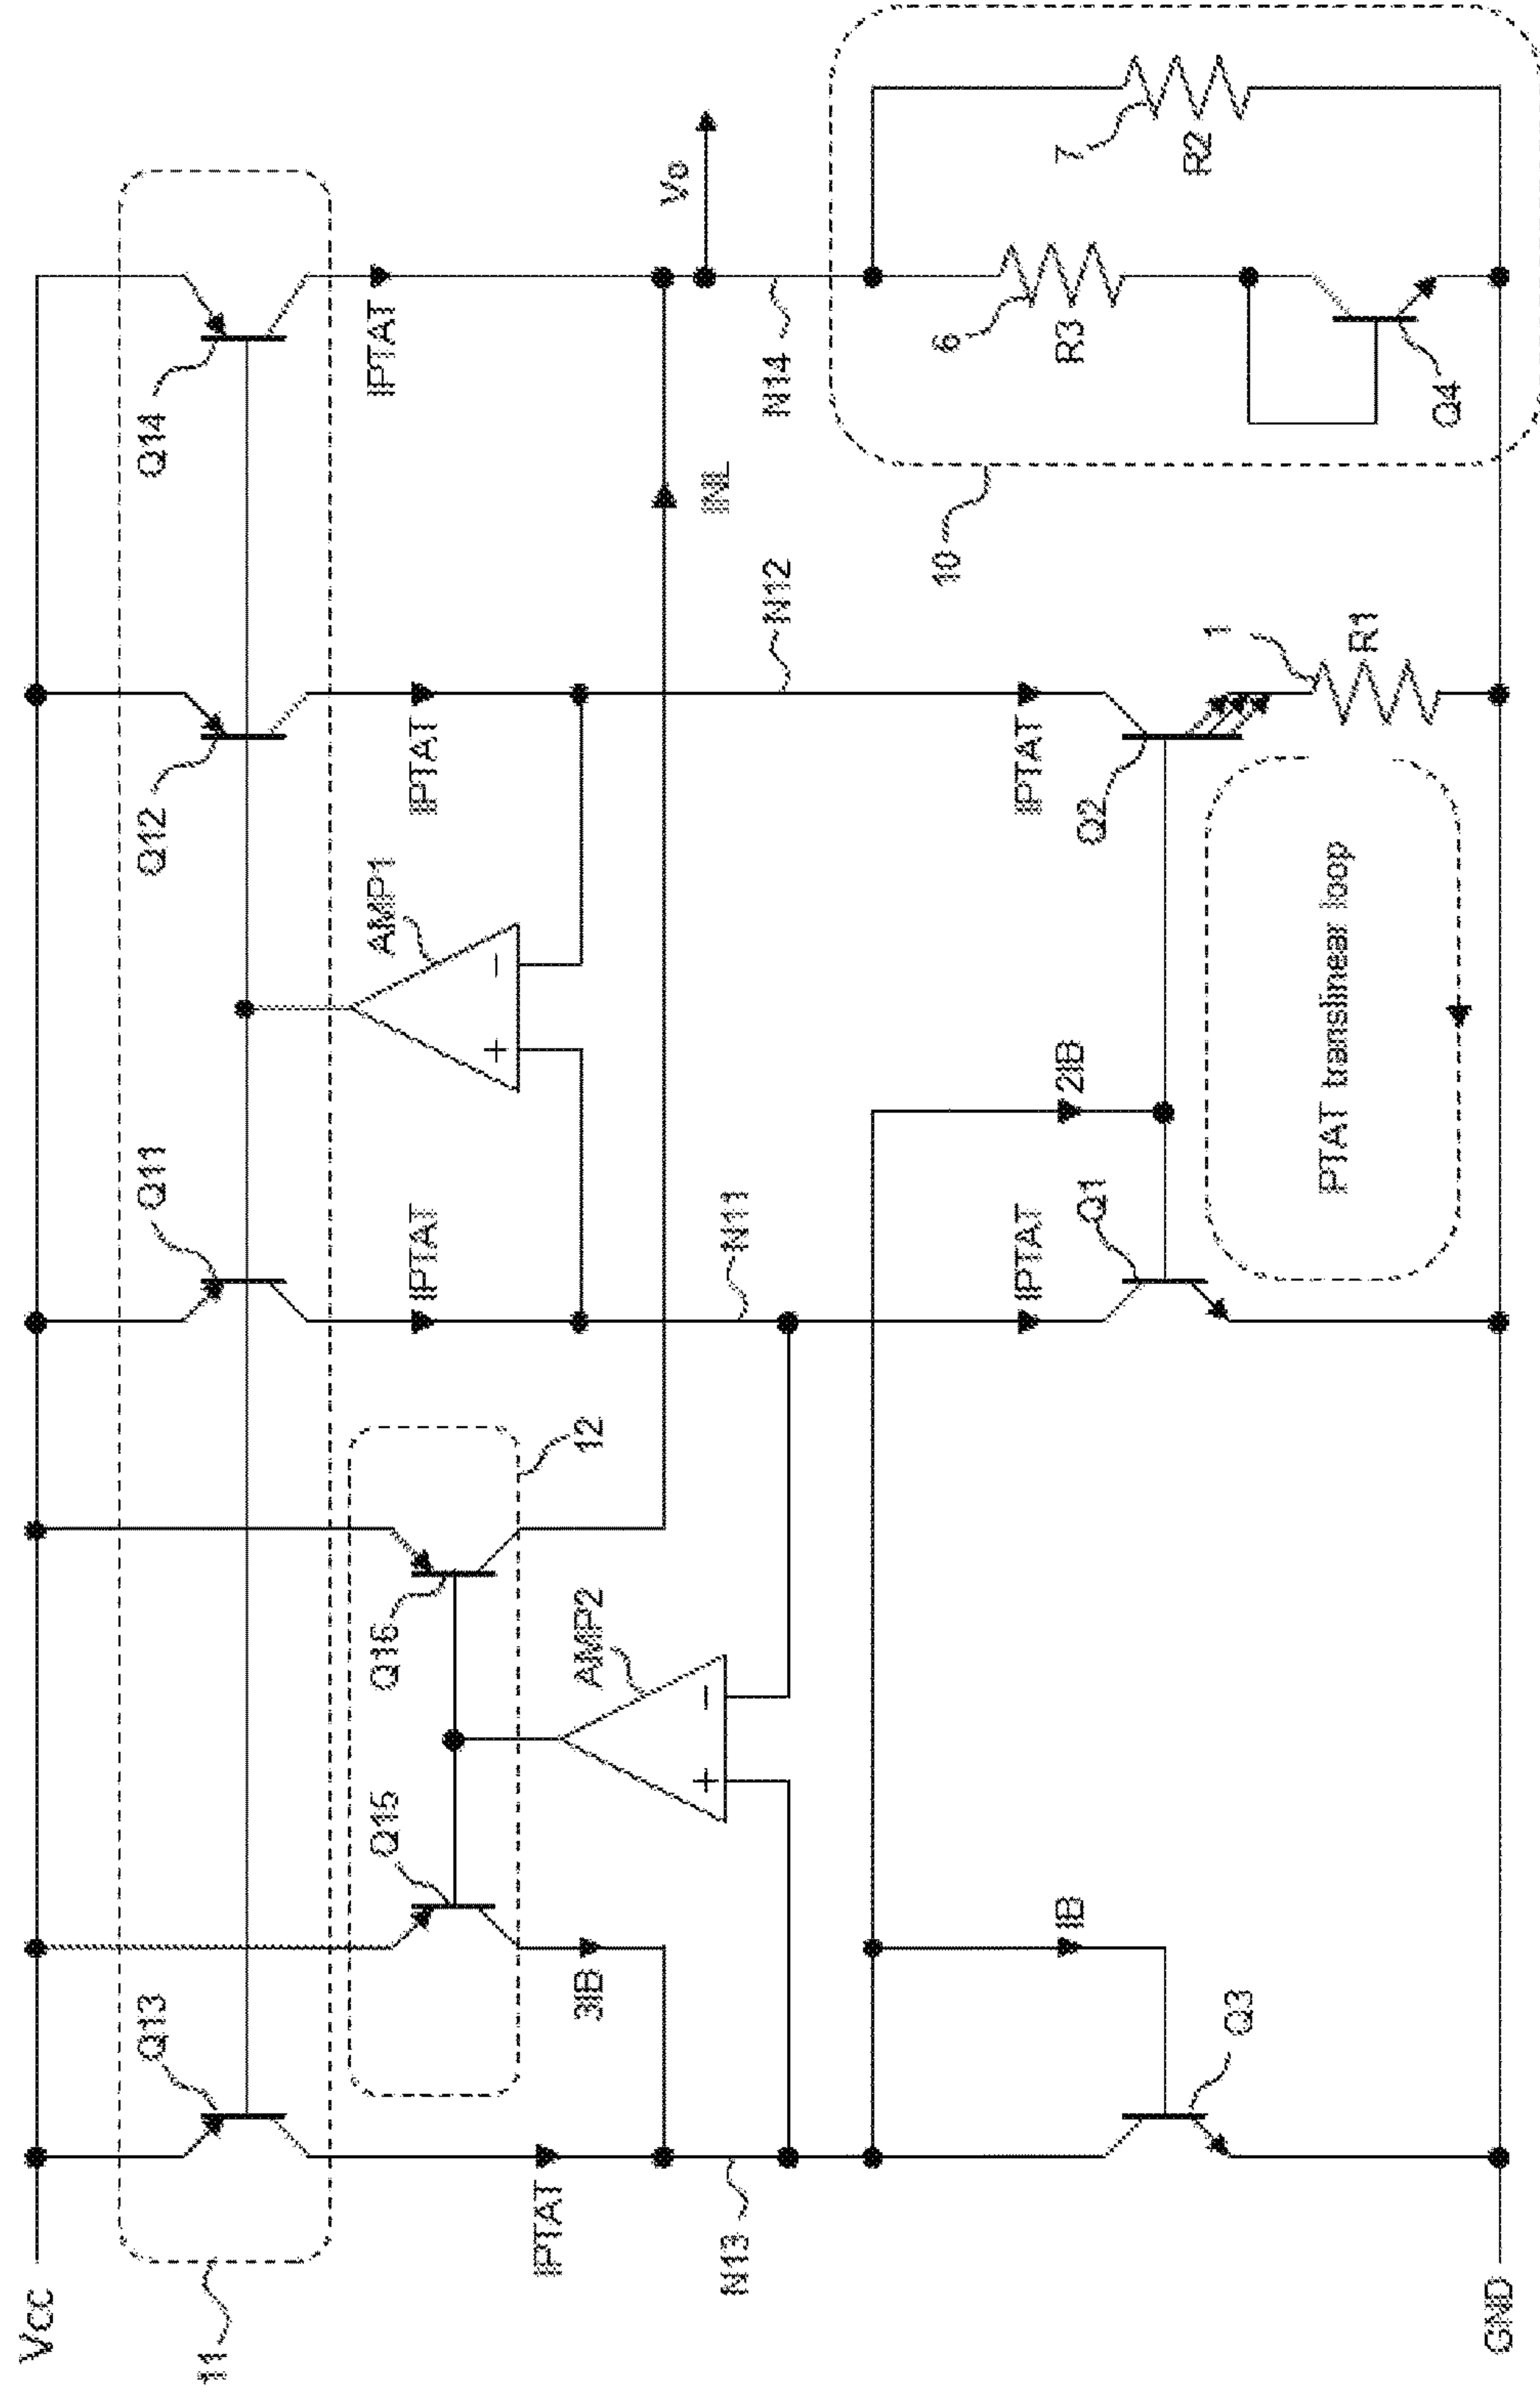 Vcc
11
Q13
Q11
Q12
Q14
Q15
Q16
12
AMP1
+
−
AMP2
+
−
IPTAT
IPTAT
IPTAT
IPTAT
3IB
INL
Vo
N13
N11
N12
N14
IB
2IB
IPTAT
IPTAT
Q3
Q1
Q2
PTAT translinear loop
1
R1
10
6
R3
7
R2
Q4
GND